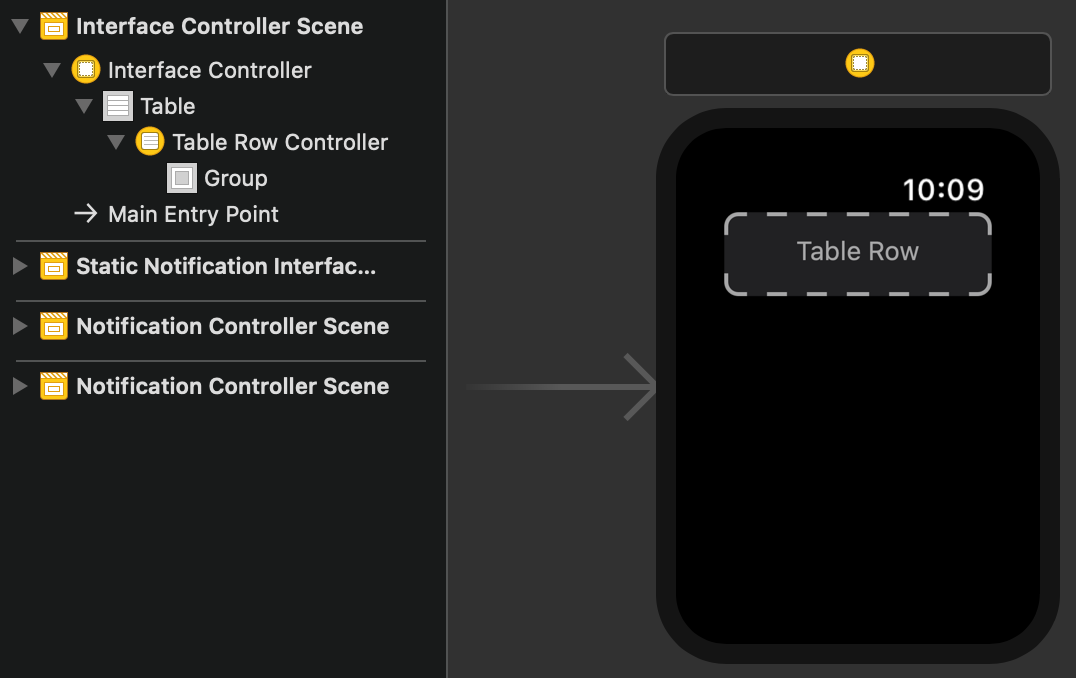 Interface Controller Scene
Interface Controller
Table
Table Row Controller
Group
Main Entry Point
Static Notification Interfac...
Notification Controller Scene
Notification Controller Scene
10:09
Table Row